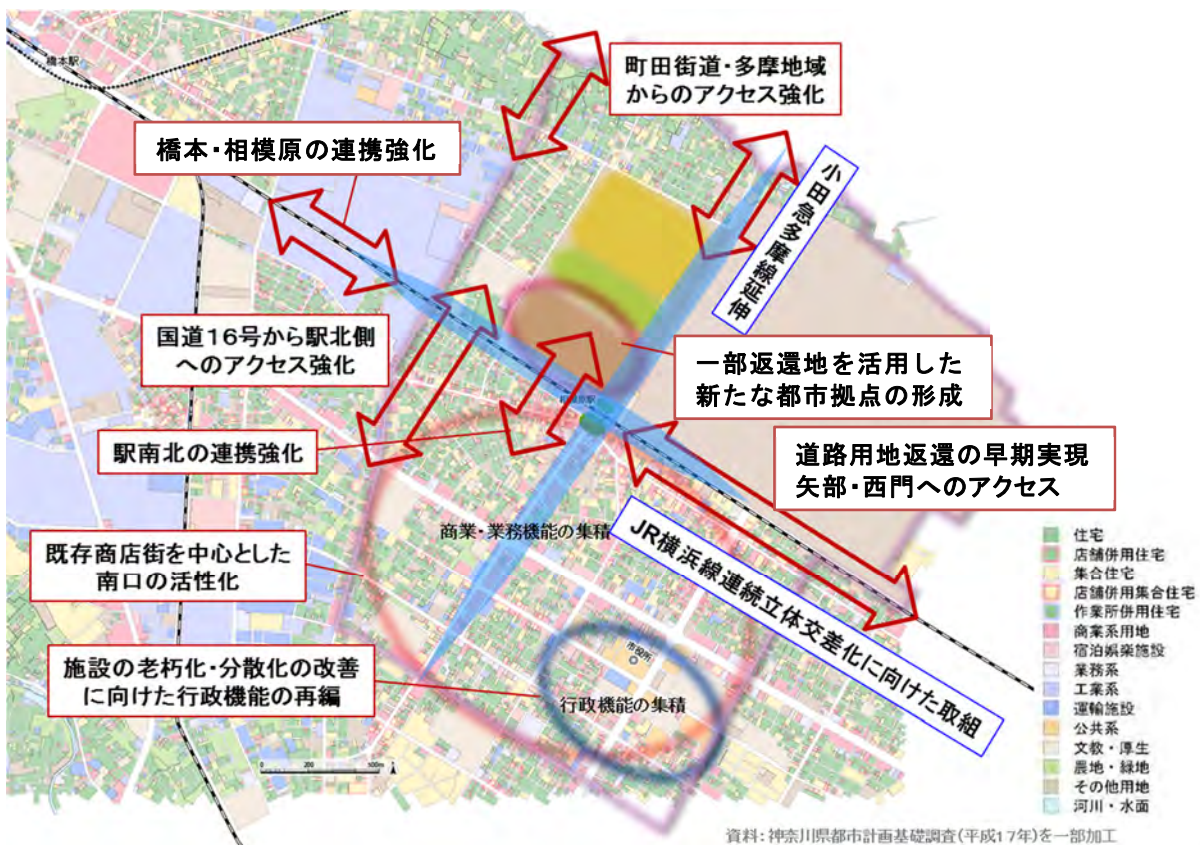 橋本駅
町田街道・多摩地域
からのアクセス強化
橋本・相模原の連携強化
小田急多摩線延伸
国道16号から駅北側
へのアクセス強化
一部返還地を活用した
新たな都市拠点の形成
相模原駅
駅南北の連携強化
道路用地返還の早期実現
矢部・西門へのアクセス
商業・業務機能の集積
JR横浜線連続立体交差化に向けた取組
既存商店街を中心とした
南口の活性化
市役所
施設の老朽化・分散化の改善
に向けた行政機能の再編
行政機能の集積
0 200 500m
住宅
店舗併用住宅
集合住宅
店舗併用集合住宅
作業所併用住宅
商業系用地
宿泊娯楽施設
業務系
工業系
運輸施設
公共系
文教・厚生
農地・緑地
その他用地
河川・水面
資料：神奈川県都市計画基礎調査(平成17年)を一部加工